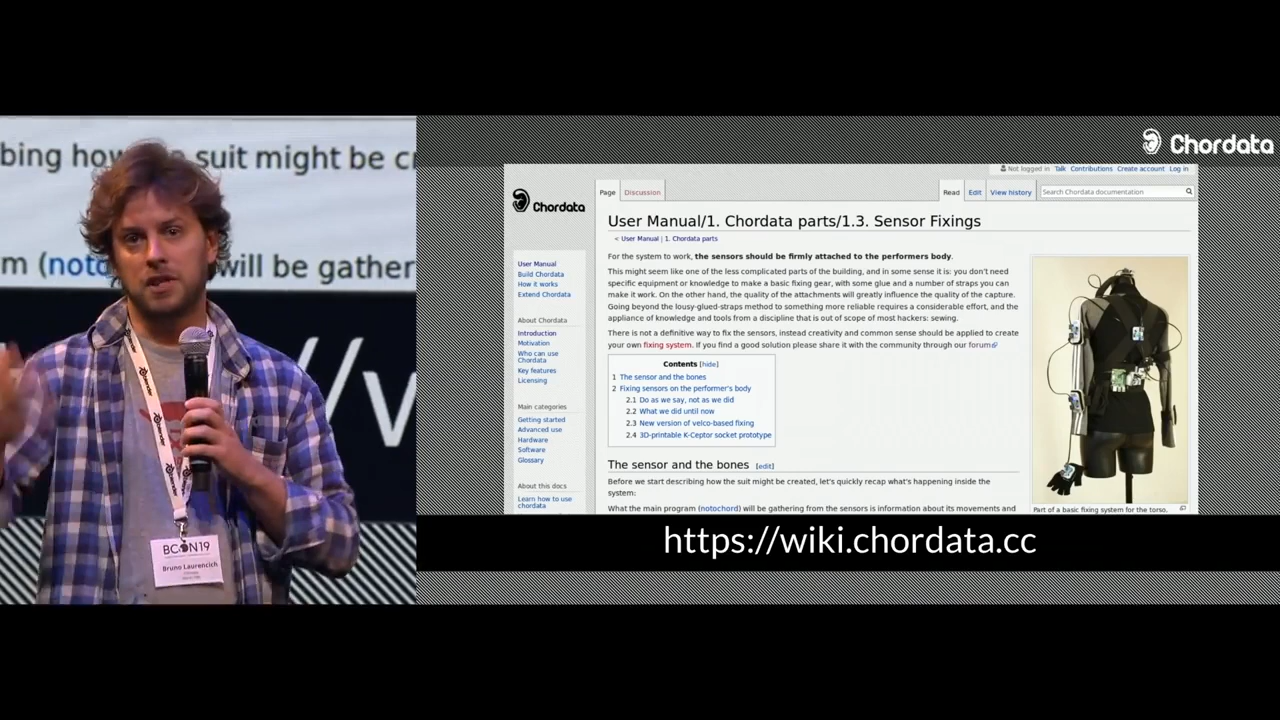 bing how
suit might be cr
m (noto
will be gather
//w
BCON19
Bruno Laurencich
Chordata
Not logged in Talk Contributions Create account Log in
Chordata
Page Discussion
Read Edit View history
Search Chordata documentation
User Manual/1. Chordata parts/1.3. Sensor Fixings
< User Manual | 1. Chordata parts
User Manual
Build Chordata
How it works
Extend Chordata
About Chordata
Introduction
Motivation
Who can use
Chordata
Key features
Licensing
Main categories
Getting started
Advanced use
Hardware
Software
Glossary
About this docs
Learn how to use
chordata
For the system to work, the sensors should be firmly attached to the performers body.
This might seem like one of the less complicated parts of the building, and in some sense it is: you don't need
specific equipment or knowledge to make a basic fixing gear, with some glue and a number of straps you can
make it work. On the other hand, the quality of the attachments will greatly influence the quality of the capture.
Going beyond the lousy-glued-straps method to something more reliable requires a considerable effort, and the
appliance of knowledge and tools from a discipline that is out of scope of most hackers: sewing.
There is not a definitive way to fix the sensors, instead creativity and common sense should be applied to create
your own fixing system. If you find a good solution please share it with the community through our forum
Contents [hide]
1 The sensor and the bones
2 Fixing sensors on the performer's body
2.1 Do as we say, not as we did
2.2 What we did until now
2.3 New version of velco-based fixing
2.4 3D-printable K-Ceptor socket prototype
The sensor and the bones [edit]
Before we start describing how the suit might be created, let's quickly recap what's happening inside the
system:
What the main program (notochord) will be gathering from the sensors is information about its movements and
Part of a basic fixing system for the torso.
https://wiki.chordata.cc